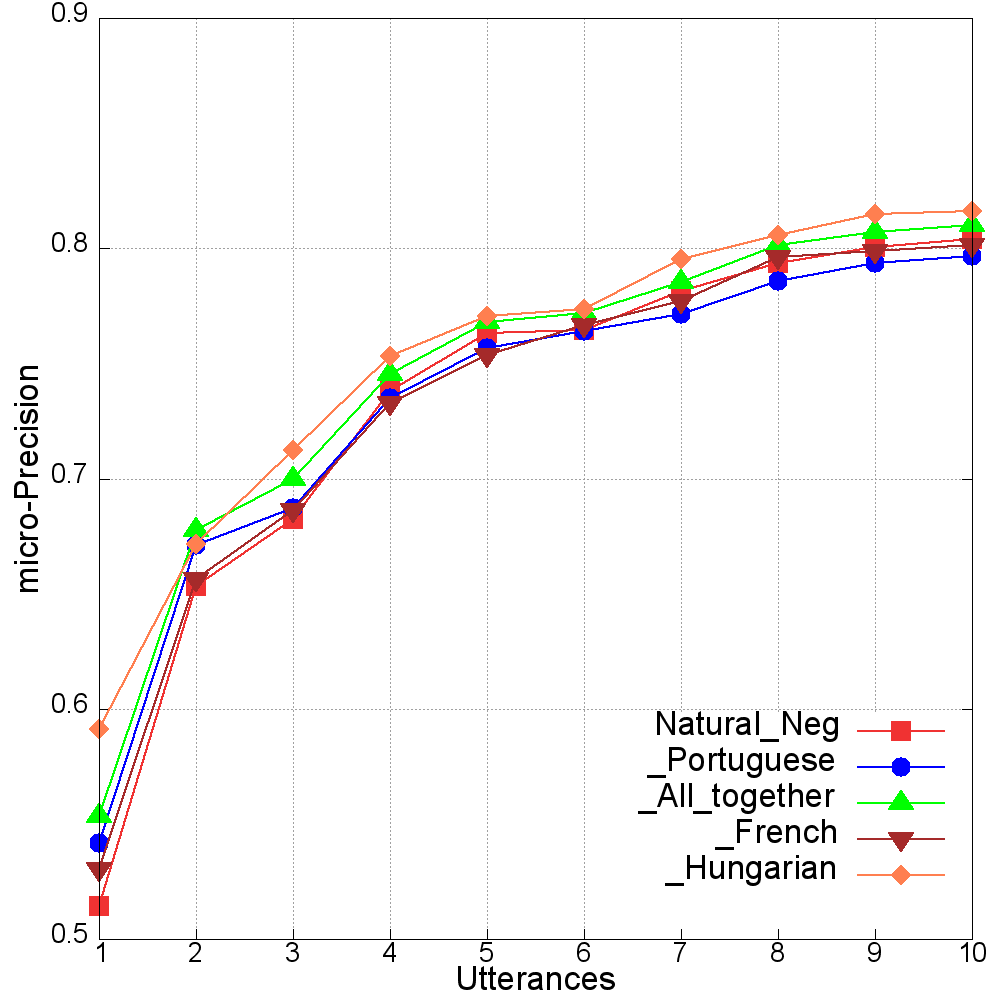 0.9
0.8
0.7
0.6
0.5
micro-Precision
1 2 3 4 5 6 7 8 9 10
Utterances
Natural_Neg
_Portuguese
_All_together
_French
_Hungarian